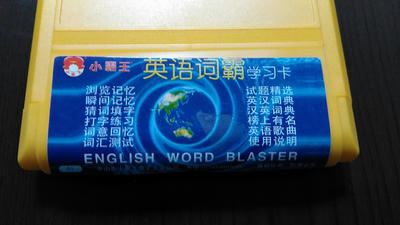 小霸王 英语词霸学习卡
浏览记忆 试题精选
瞬间记忆 英汉词典
猜词填字 汉英词典
打字练习 榜上有名
词意回忆 英语歌曲
词汇测试 使用说明
ENGLISH WORD BLASTER